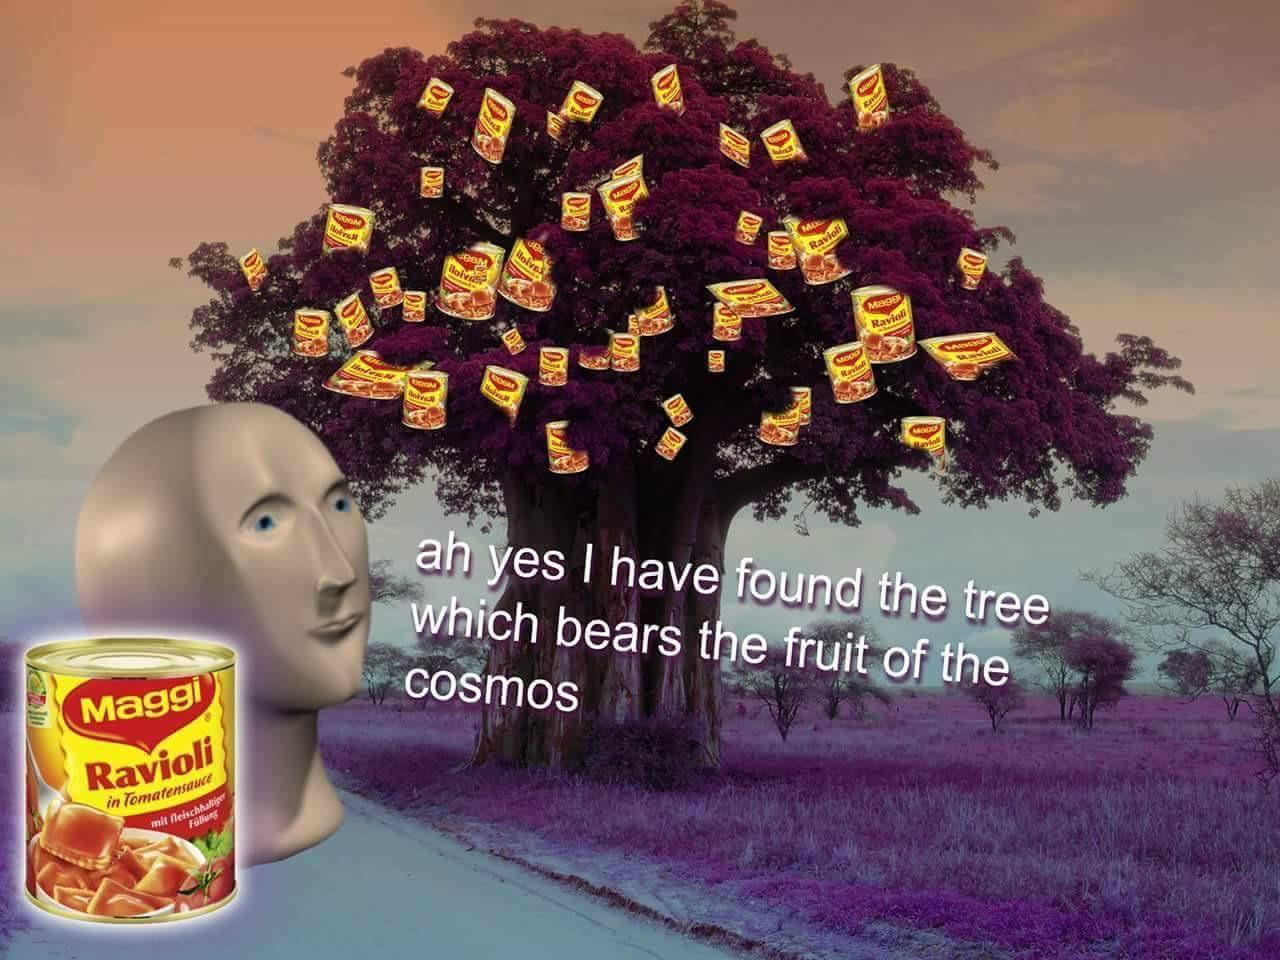 ah yes I have found the tree
which bears the fruit of the
cosmos
Maggi
Ravioli
in Tomatensauce
mit fleischhaltiger
Füllung